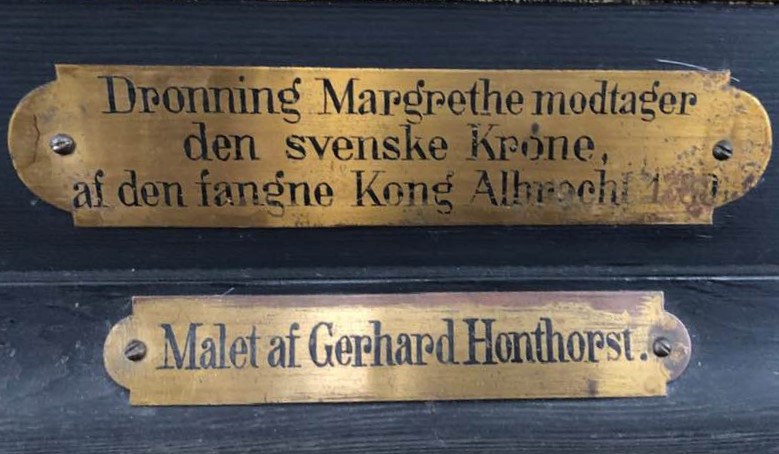 Dronning Margrethe modtager
den svenske Krone,
af den fangne Kong Albrecht
Malet af Gerhard Honthorst.